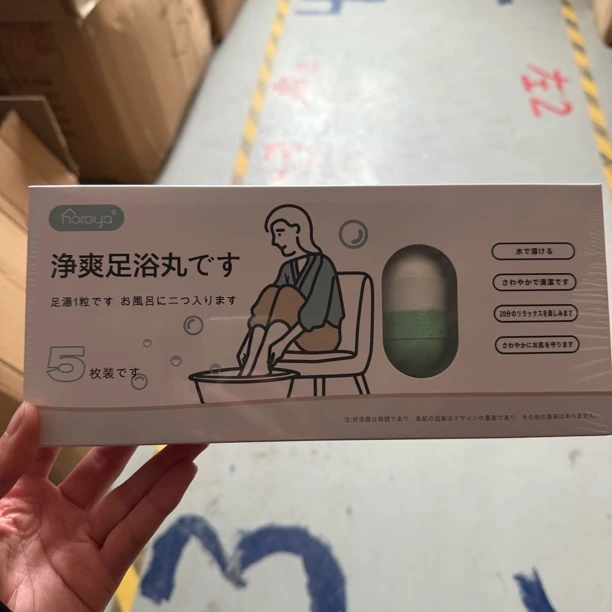 左2
horoya®
浄爽足浴丸です
足湯1粒です お風呂に二つ入ります
5枚装です
水で溶ける
さわやかで清潔です
20分のリラックスを楽しみます
さわやかにお肌を守ります
3